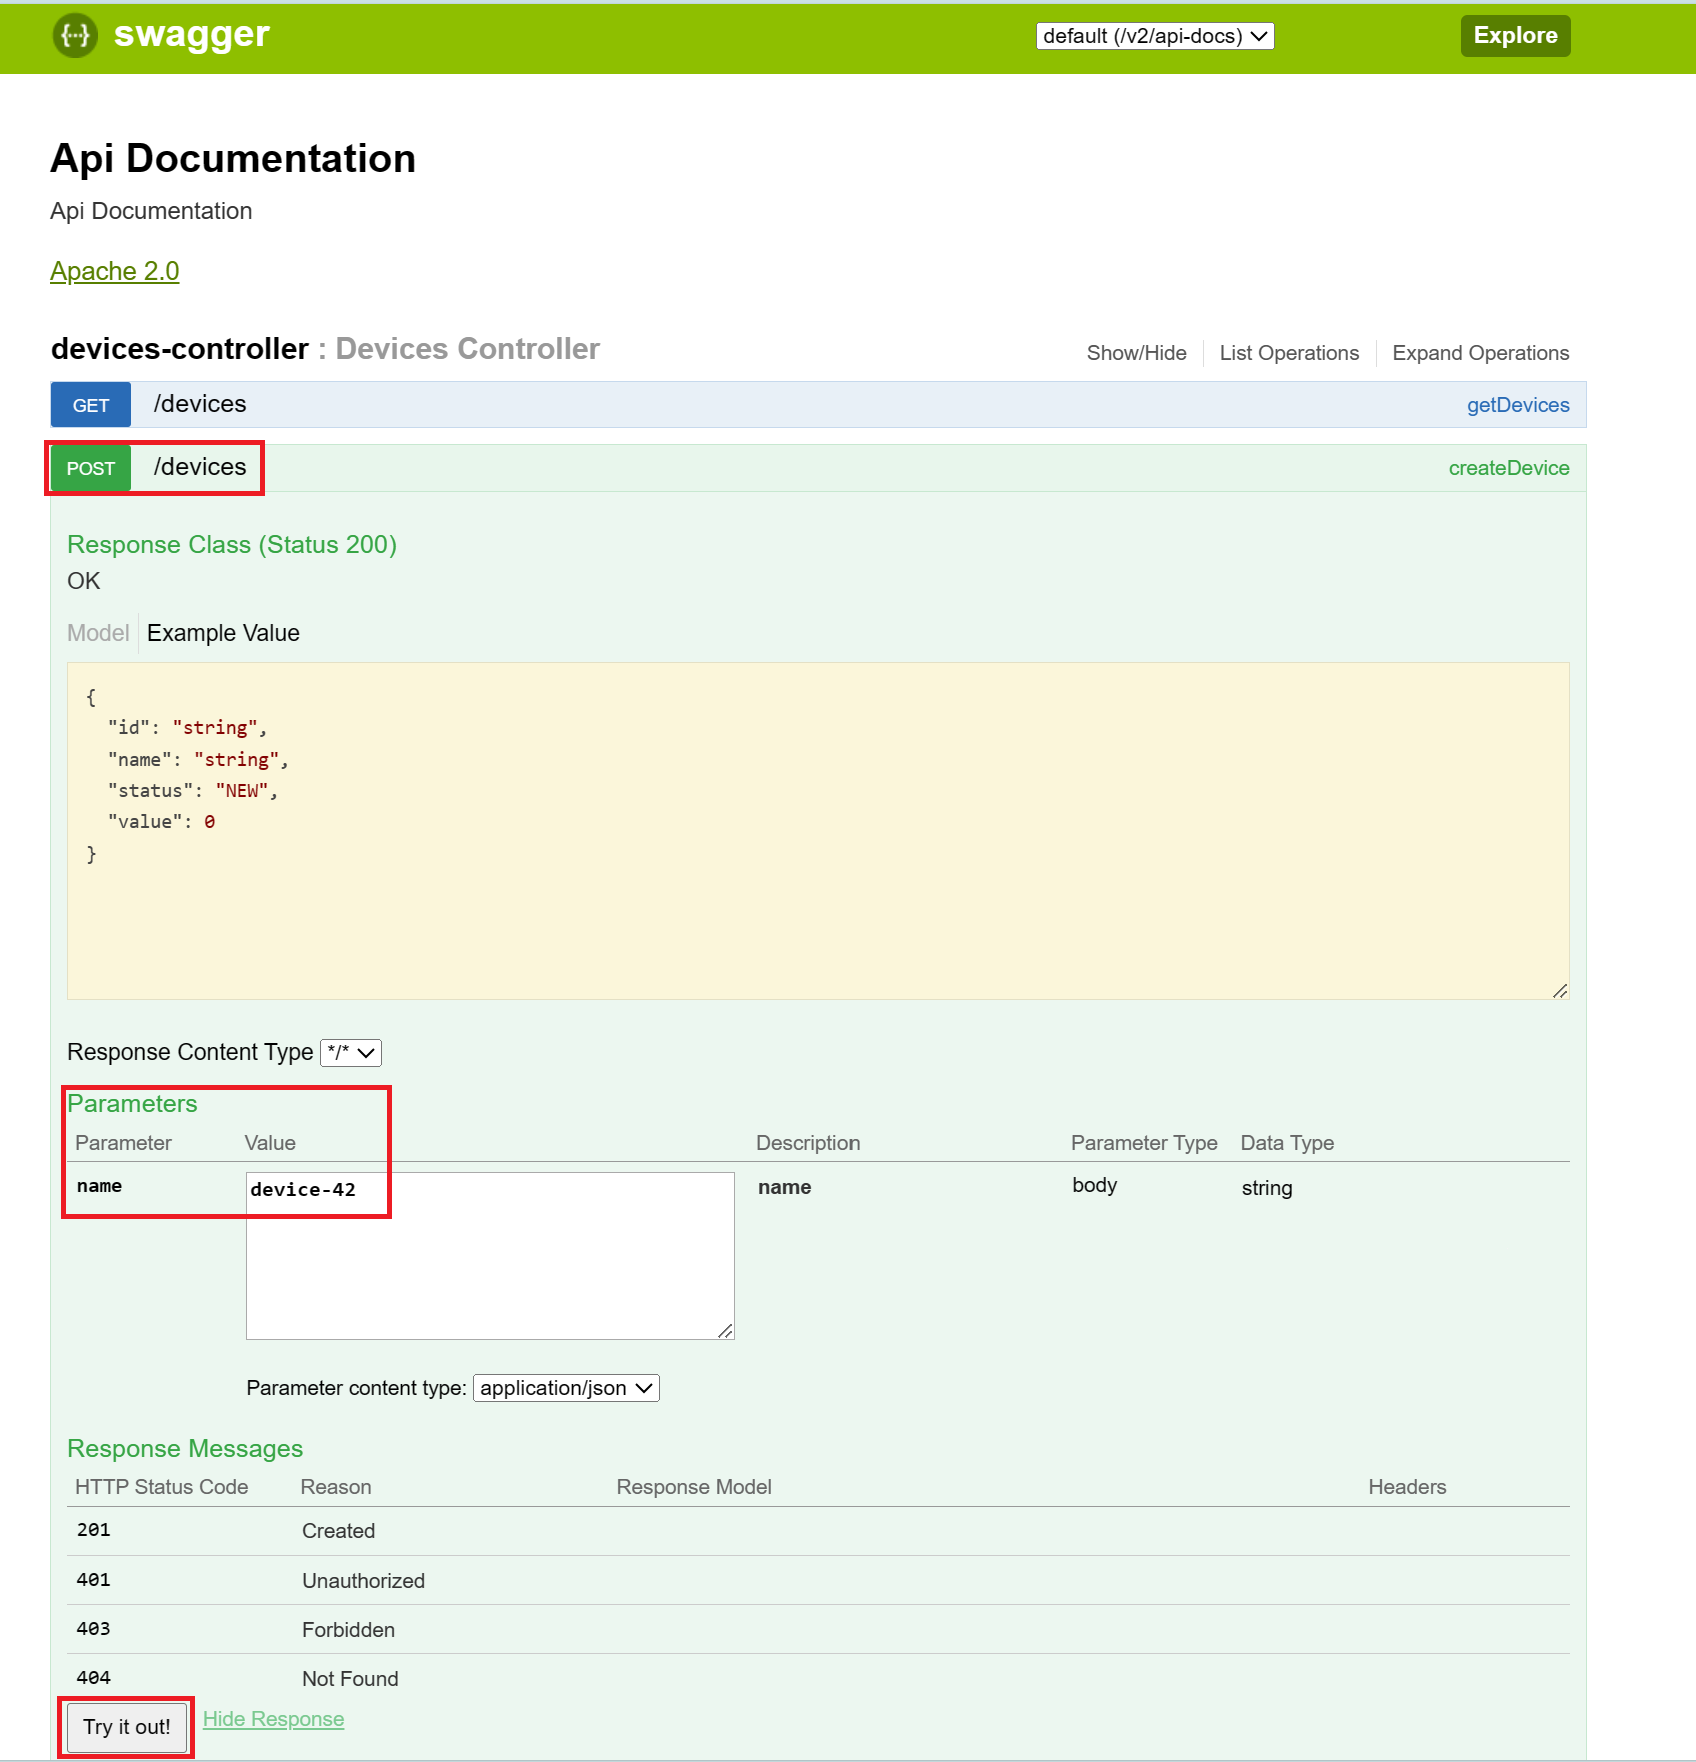 {···} swagger default (/v2/api-docs) Explore
Api Documentation
Api Documentation
Apache 2.0
devices-controller : Devices Controller Show/Hide List Operations Expand Operations
GET /devices getDevices
POST /devices createDevice
Response Class (Status 200)
OK
Model Example Value
{
"id": "string",
"name": "string",
"status": "NEW",
"value": 0
}
Response Content Type */*
Parameters
Parameter Value Description Parameter Type Data Type
name device-42 name body string
Parameter content type: application/json
Response Messages
HTTP Status Code Reason Response Model Headers
201 Created
401 Unauthorized
403 Forbidden
404 Not Found
Try it out! Hide Response